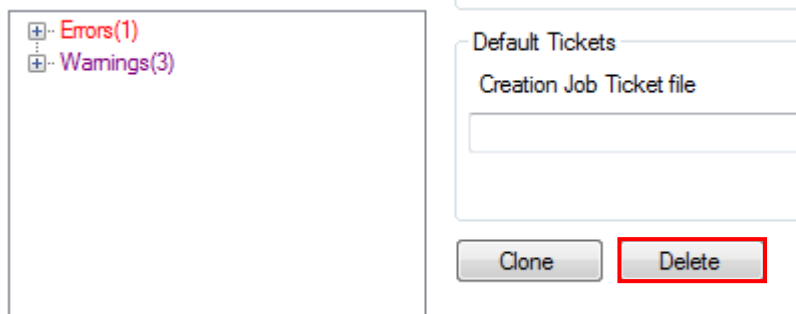 Errors(1)
Warnings(3)
Default Tickets
Creation Job Ticket file
Clone
Delete